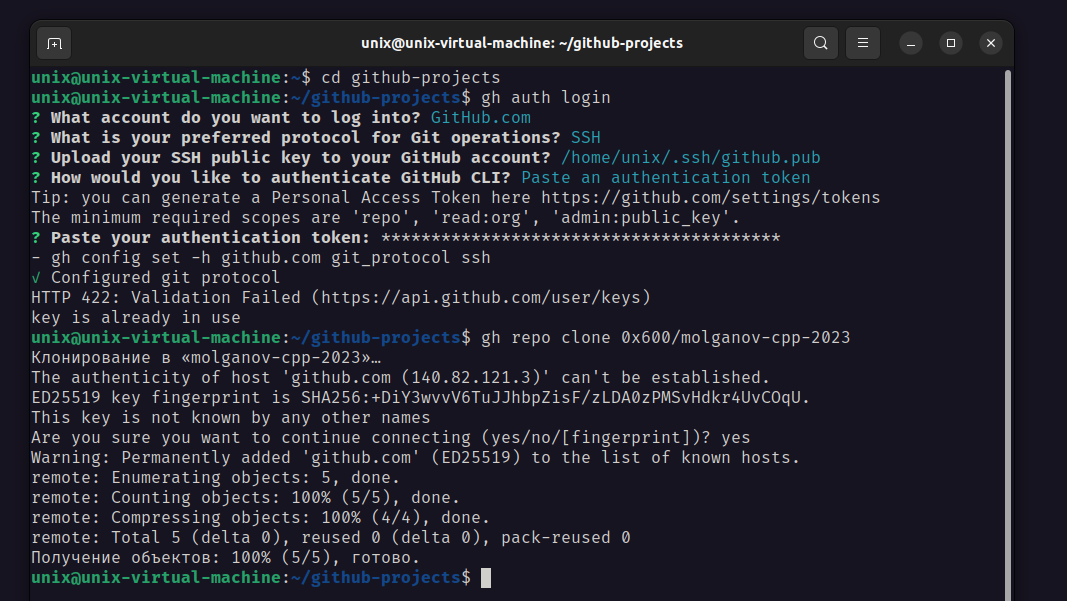 unix@unix-virtual-machine: ~/github-projects
unix@unix-virtual-machine:~$ cd github-projects
unix@unix-virtual-machine:~/github-projects$ gh auth login
? What account do you want to log into? GitHub.com
? What is your preferred protocol for Git operations? SSH
? Upload your SSH public key to your GitHub account? /home/unix/.ssh/github.pub
? How would you like to authenticate GitHub CLI? Paste an authentication token
Tip: you can generate a Personal Access Token here https://github.com/settings/tokens
The minimum required scopes are 'repo', 'read:org', 'admin:public_key'.
? Paste your authentication token: ****************************************
- gh config set -h github.com git_protocol ssh
✓ Configured git protocol
HTTP 422: Validation Failed (https://api.github.com/user/keys)
key is already in use
unix@unix-virtual-machine:~/github-projects$ gh repo clone 0x600/molganov-cpp-2023
Клонирование в «molganov-cpp-2023»…
The authenticity of host 'github.com (140.82.121.3)' can't be established.
ED25519 key fingerprint is SHA256:+DiY3wvvV6TuJJhbpZisF/zLDA0zPMSvHdkr4UvCOqU.
This key is not known by any other names
Are you sure you want to continue connecting (yes/no/[fingerprint])? yes
Warning: Permanently added 'github.com' (ED25519) to the list of known hosts.
remote: Enumerating objects: 5, done.
remote: Counting objects: 100% (5/5), done.
remote: Compressing objects: 100% (4/4), done.
remote: Total 5 (delta 0), reused 0 (delta 0), pack-reused 0
Получение объектов: 100% (5/5), готово.
unix@unix-virtual-machine:~/github-projects$